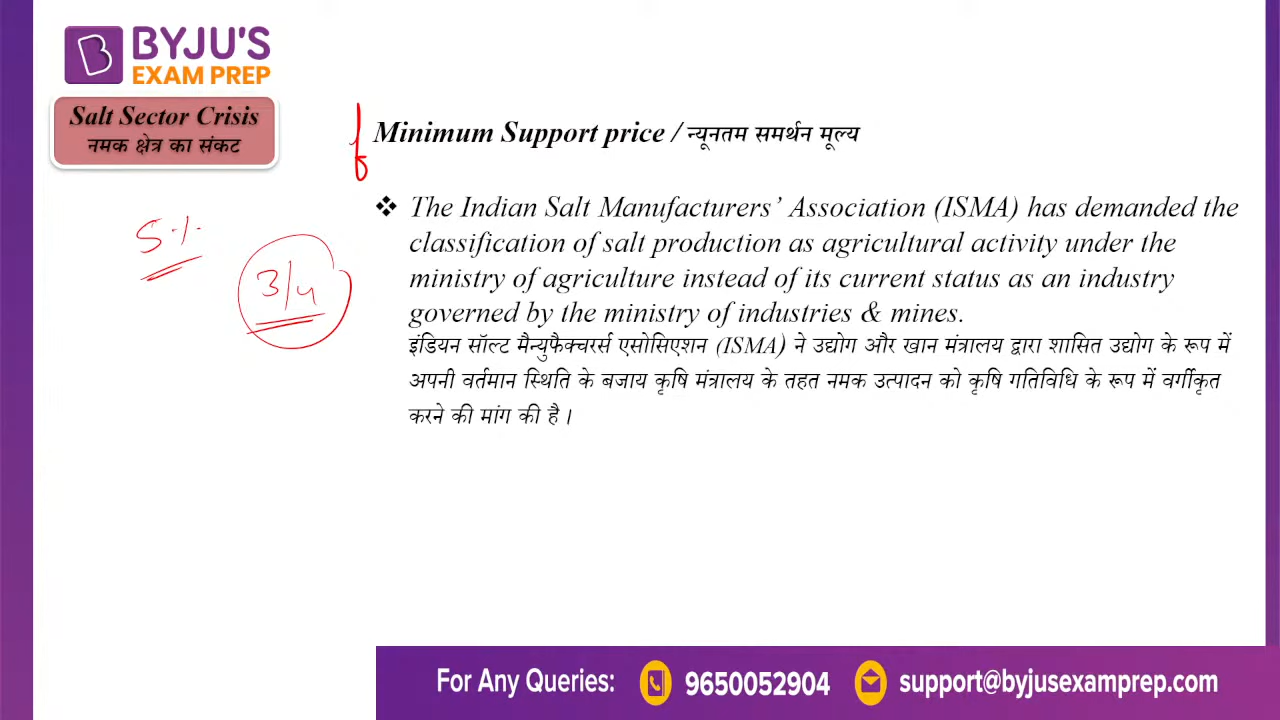 BYJU'S
EXAM PREP
Salt Sector Crisis
नमक क्षेत्र का संकट
Minimum Support price / न्यूनतम समर्थन मूल्य
❖ The Indian Salt Manufacturers' Association (ISMA) has demanded the
classification of salt production as agricultural activity under the
ministry of agriculture instead of its current status as an industry
governed by the ministry of industries & mines.
इंडियन सॉल्ट मैन्युफैक्चरर्स एसोसिएशन (ISMA) ने उद्योग और खान मंत्रालय द्वारा शासित उद्योग के रूप में
अपनी वर्तमान स्थिति के बजाय कृषि मंत्रालय के तहत नमक उत्पादन को कृषि गतिविधि के रूप में वर्गीकृत
करने की मांग की है।
5%
3/4
For Any Queries: 9650052904 support@byjusexamprep.com